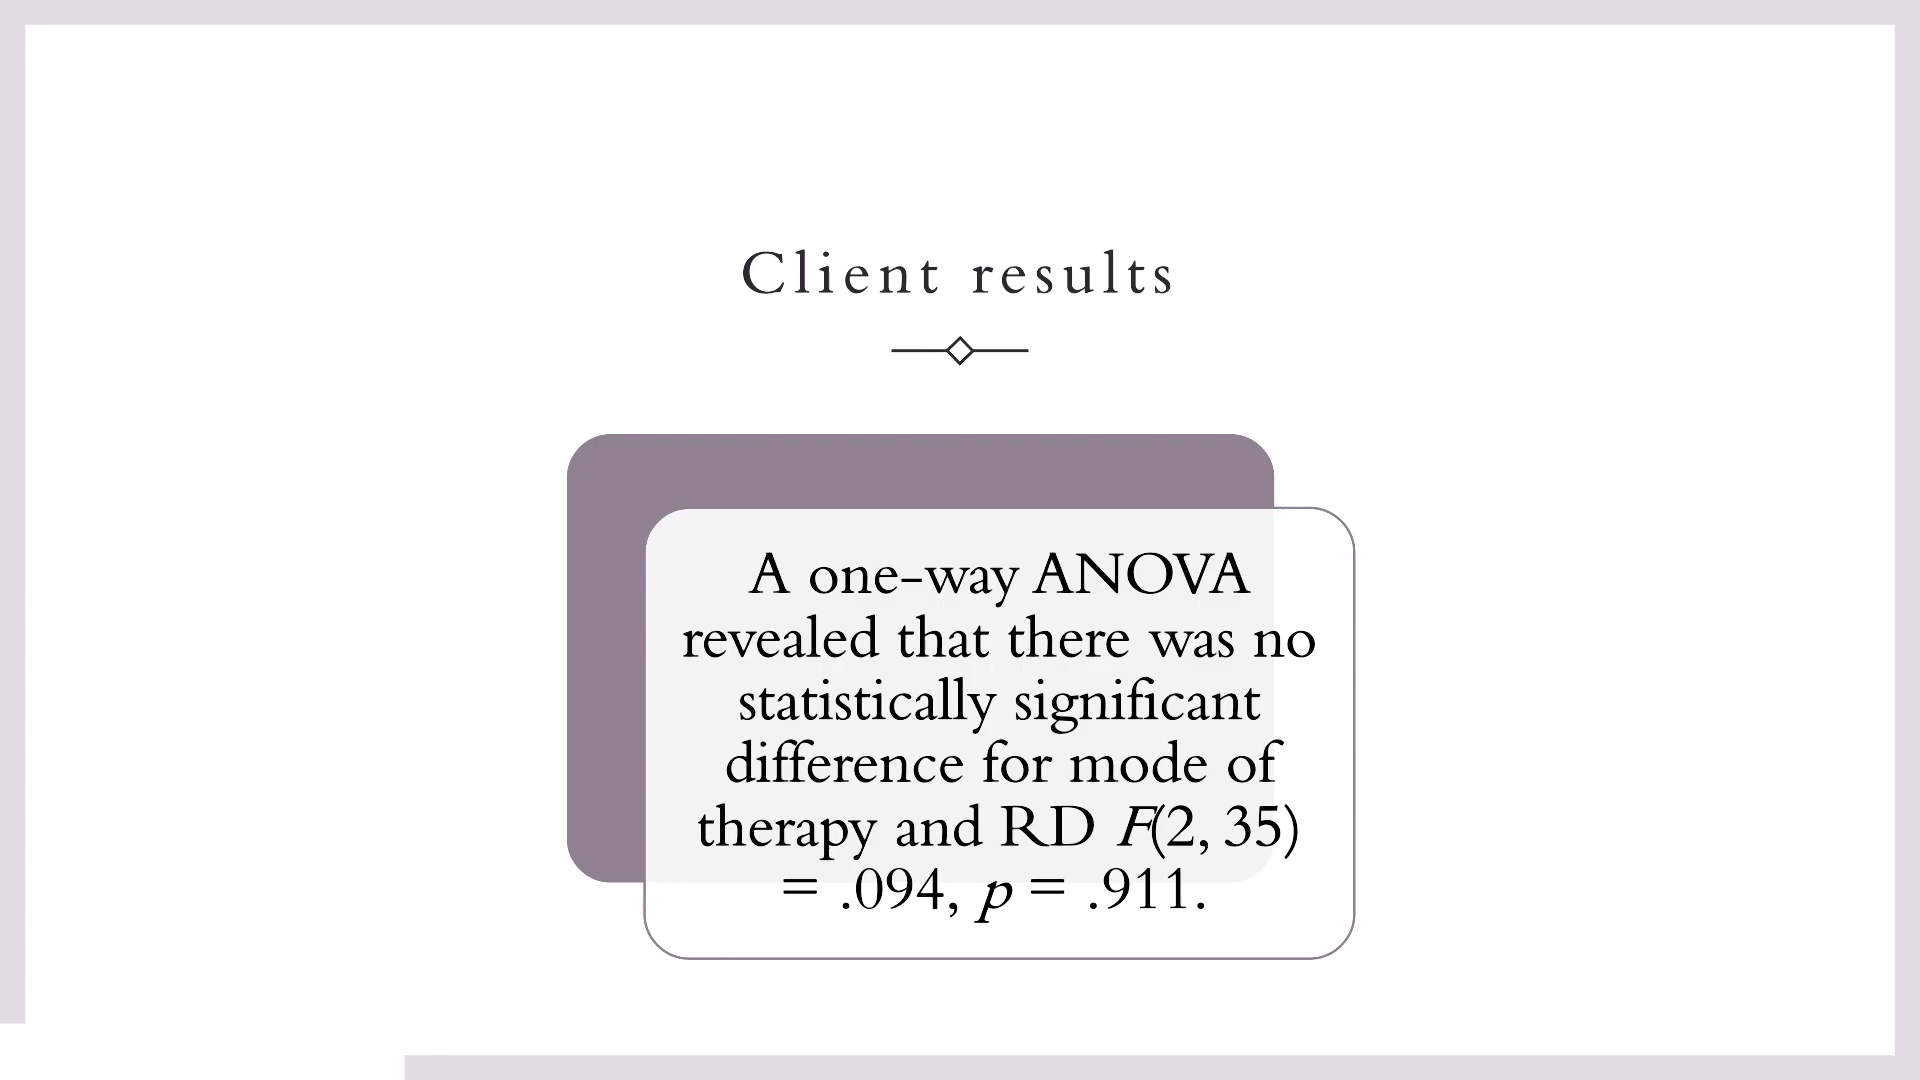 Client results
A one-way ANOVA
revealed that there was no
statistically significant
difference for mode of
therapy and RD F(2, 35)
= .094, p = .911.